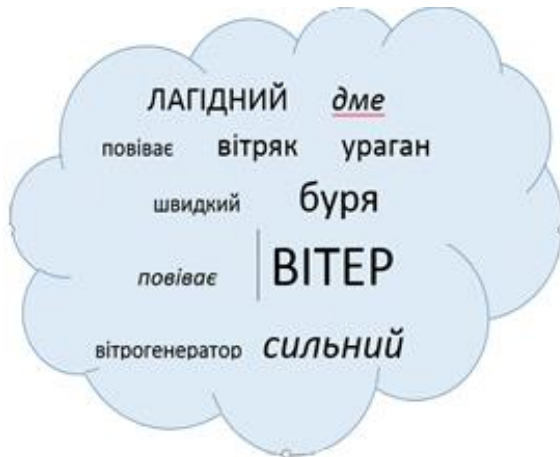 ЛАГІДНИЙ дме
повіває вітряк ураган
швидкий буря
повіває ВІТЕР
вітрогенератор сильний